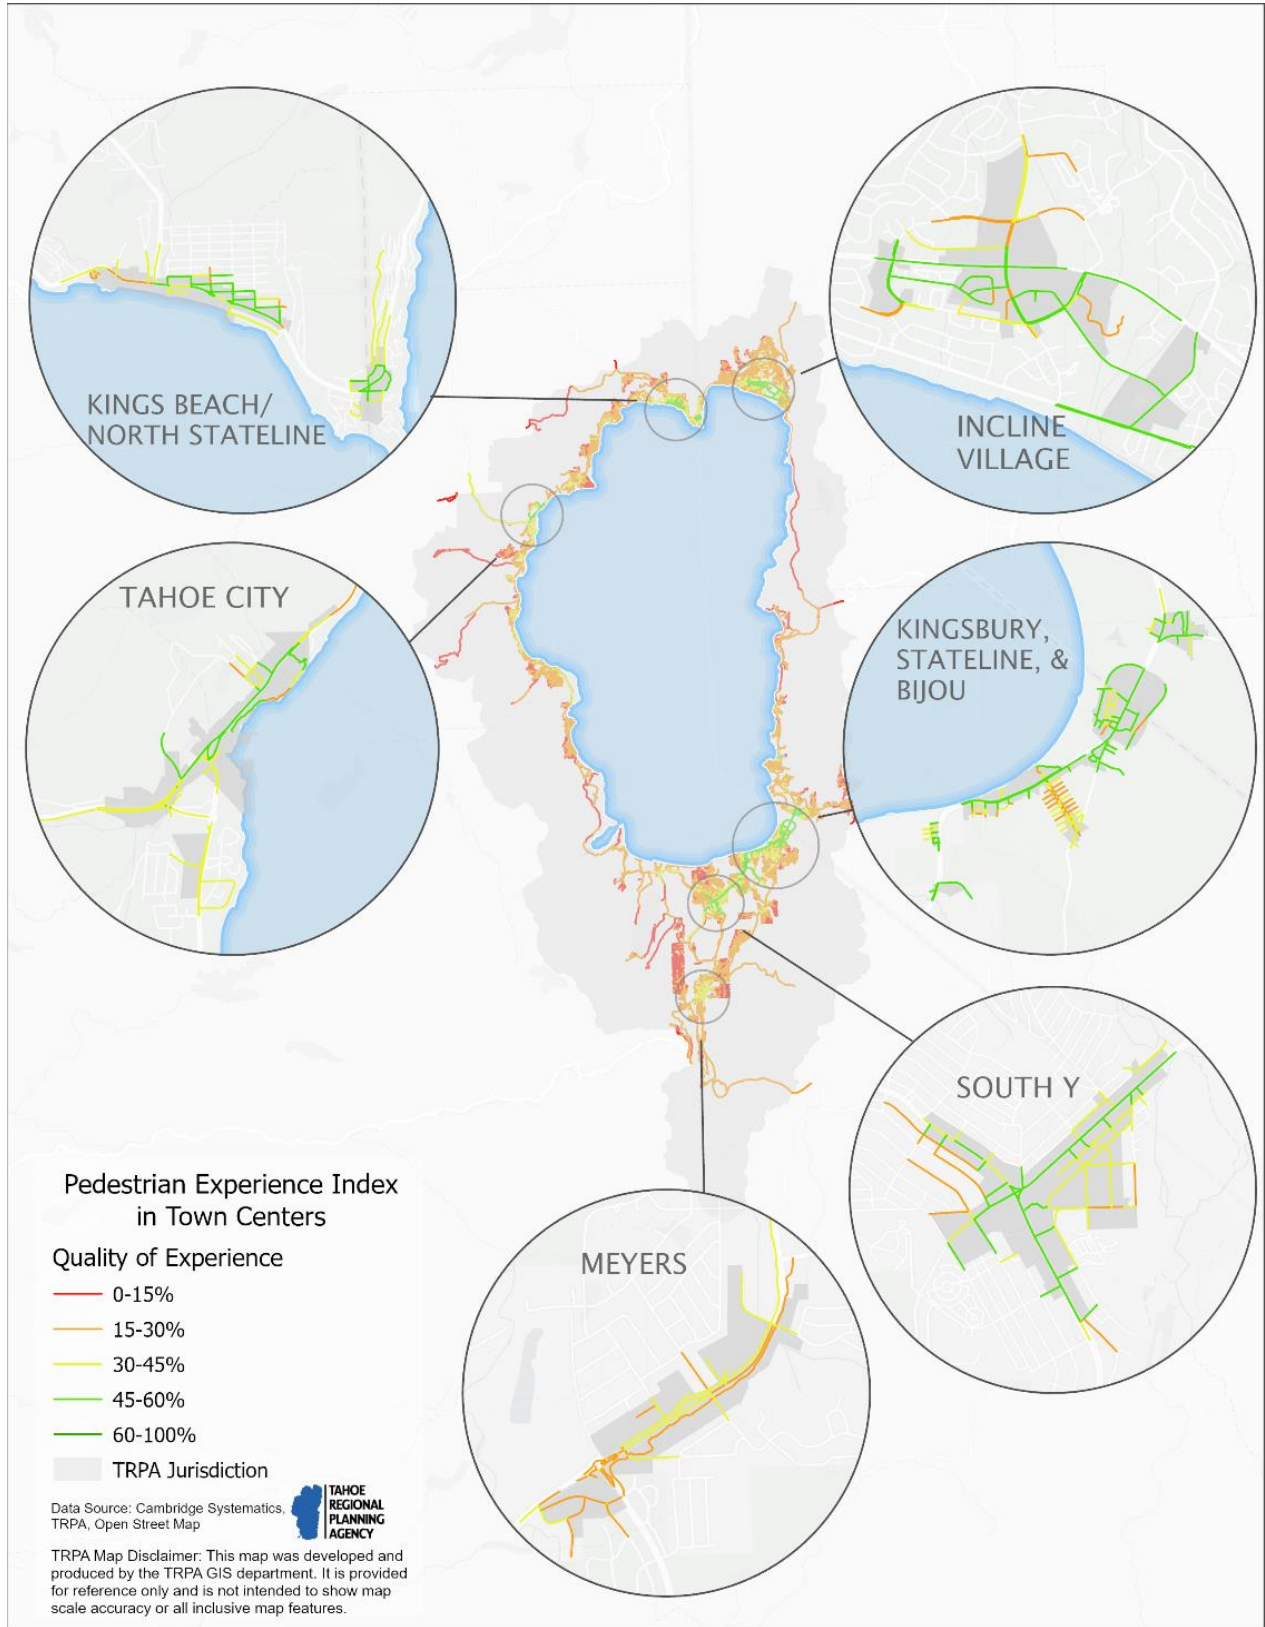 KINGS BEACH/
NORTH STATELINE
INCLINE
VILLAGE
TAHOE CITY
KINGSBURY,
STATELINE, &
BIJOU
SOUTH Y
MEYERS
Pedestrian Experience Index
in Town Centers
Quality of Experience
0-15%
15-30%
30-45%
45-60%
60-100%
TRPA Jurisdiction
Data Source: Cambridge Systematics,
TRPA, Open Street Map
TAHOE
REGIONAL
PLANNING
AGENCY
TRPA Map Disclaimer: This map was developed and
produced by the TRPA GIS department. It is provided
for reference only and is not intended to show map
scale accuracy or all inclusive map features.